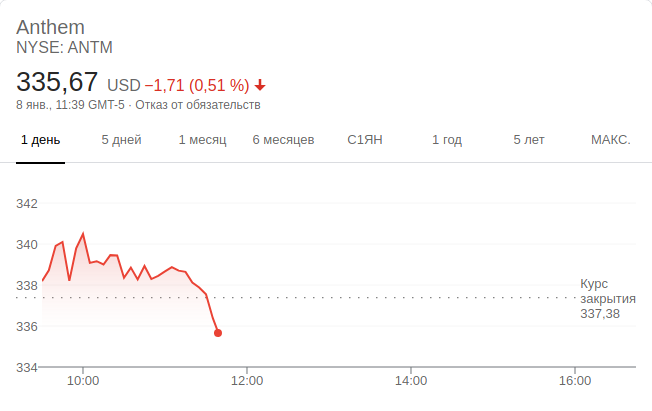 Anthem
NYSE: ANTM
335,67 USD −1,71 (0,51 %)
8 янв., 11:39 GMT-5 · Отказ от обязательств
1 день 5 дней 1 месяц 6 месяцев С1ЯН 1 год 5 лет МАКС.
342
340
338
336
334
Курс
закрытия
337,38
10:00 12:00 14:00 16:00